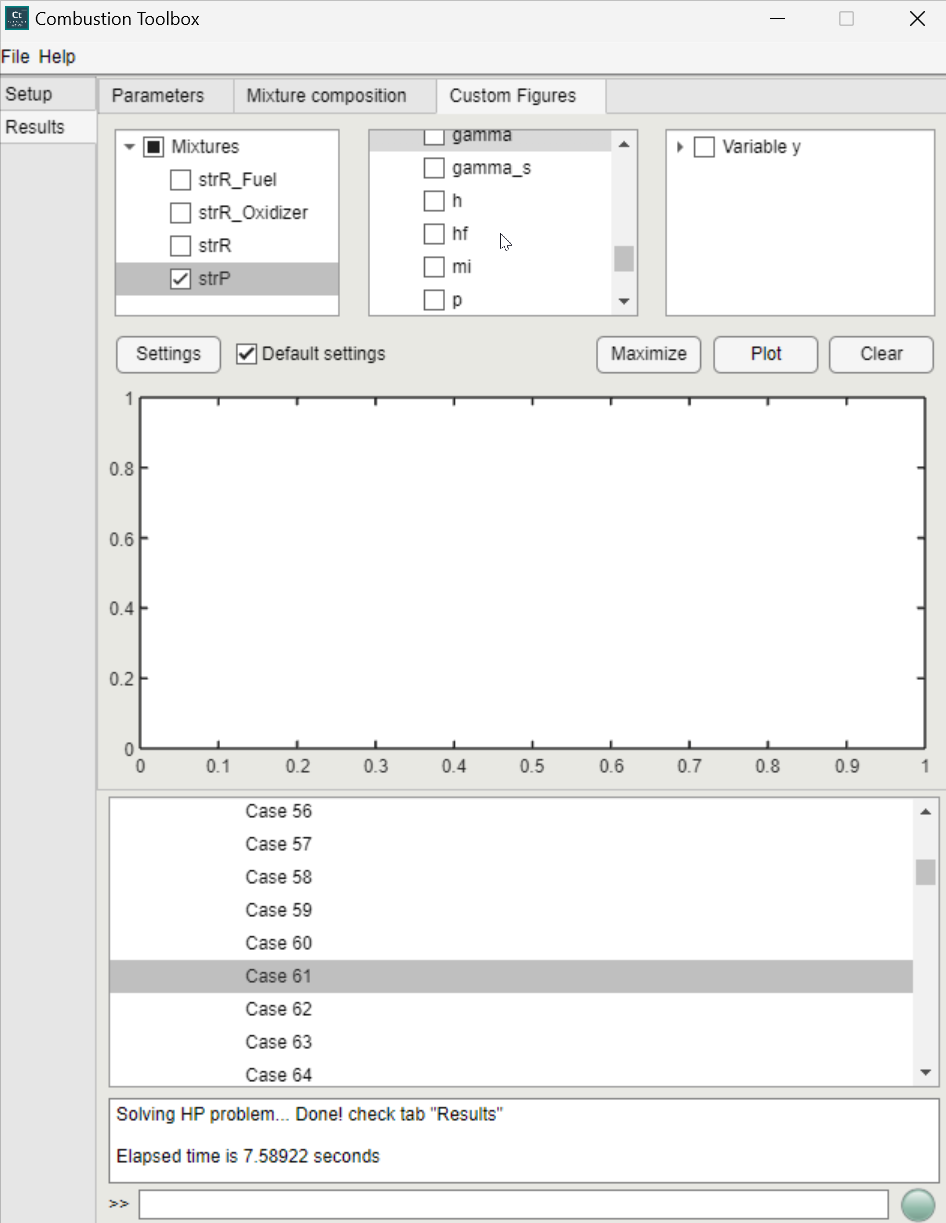 Ct Combustion Toolbox
File Help
Setup
Results
Parameters Mixture composition Custom Figures
Mixtures
strR_Fuel
strR_Oxidizer
strR
strP
gamma
gamma_s
h
hf
mi
p
Variable y
Settings Default settings Maximize Plot Clear
1
0.8
0.6
0.4
0.2
0
0 0.1 0.2 0.3 0.4 0.5 0.6 0.7 0.8 0.9 1
Case 56
Case 57
Case 58
Case 59
Case 60
Case 61
Case 62
Case 63
Case 64
Solving HP problem... Done! check tab "Results"
Elapsed time is 7.58922 seconds
>>